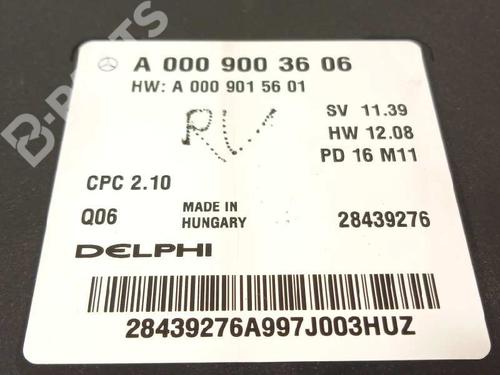 A 000 900 36 06
HW: A 000 901 56 01
RV
SV 11.39
HW 12.08
PD 16 M11
CPC 2.10
Q06
MADE IN
HUNGARY
28439276
DELPHI
28439276A997J003HUZ
B-PARTS